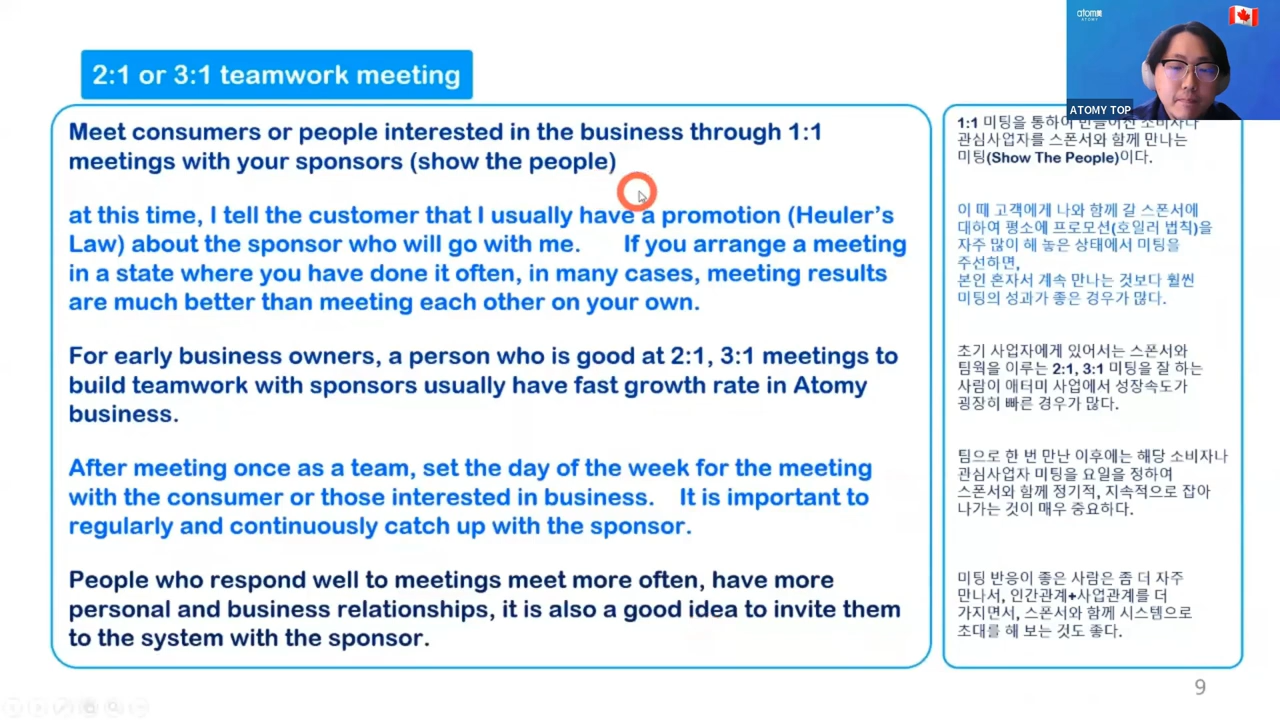 atom美
ATOMY
ATOMY TOP
2:1 or 3:1 teamwork meeting
Meet consumers or people interested in the business through 1:1
meetings with your sponsors (show the people)
at this time, I tell the customer that I usually have a promotion (Heuler's
Law) about the sponsor who will go with me. If you arrange a meeting
in a state where you have done it often, in many cases, meeting results
are much better than meeting each other on your own.
For early business owners, a person who is good at 2:1, 3:1 meetings to
build teamwork with sponsors usually have fast growth rate in Atomy
business.
After meeting once as a team, set the day of the week for the meeting
with the consumer or those interested in business. It is important to
regularly and continuously catch up with the sponsor.
People who respond well to meetings meet more often, have more
personal and business relationships, it is also a good idea to invite them
to the system with the sponsor.
1:1 미팅을 통하여 만들어진 소비자나
관심사업자를 스폰서와 함께 만나는
미팅(Show The People)이다.
이 때 고객에게 나와 함께 갈 스폰서에
대하여 평소에 프로모션(호일러 법칙)을
자주 많이 해 놓은 상태에서 미팅을
주선하면,
본인 혼자서 계속 만나는 것보다 훨씬
미팅의 성과가 좋은 경우가 많다.
초기 사업자에게 있어서는 스폰서와
팀웍을 이루는 2:1, 3:1 미팅을 잘 하는
사람이 애터미 사업에서 성장속도가
굉장히 빠른 경우가 많다.
팀으로 한 번 만난 이후에는 해당 소비자나
관심사업자 미팅을 요일을 정하여
스폰서와 함께 정기적, 지속적으로 잡아
나가는 것이 매우 중요하다.
미팅 반응이 좋은 사람은 좀 더 자주
만나서, 인간관계+사업관계를 더
가지면서, 스폰서와 함께 시스템으로
초대를 해 보는 것도 좋다.
9